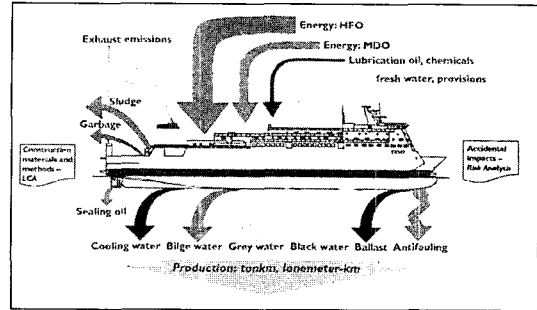 Energy: HFO
Exhaust emissions
Energy: MDO
Lubrication oil, chemicals
fresh water, provisions
Sludge
Garbage
Construction
materials and
methods –
LCA
Accidental
Impacts –
Risk Analysis
Sealing oil
Cooling water Bilge water Grey water Black water Ballast Antifouling
Production: tonkm, lanemeter-km